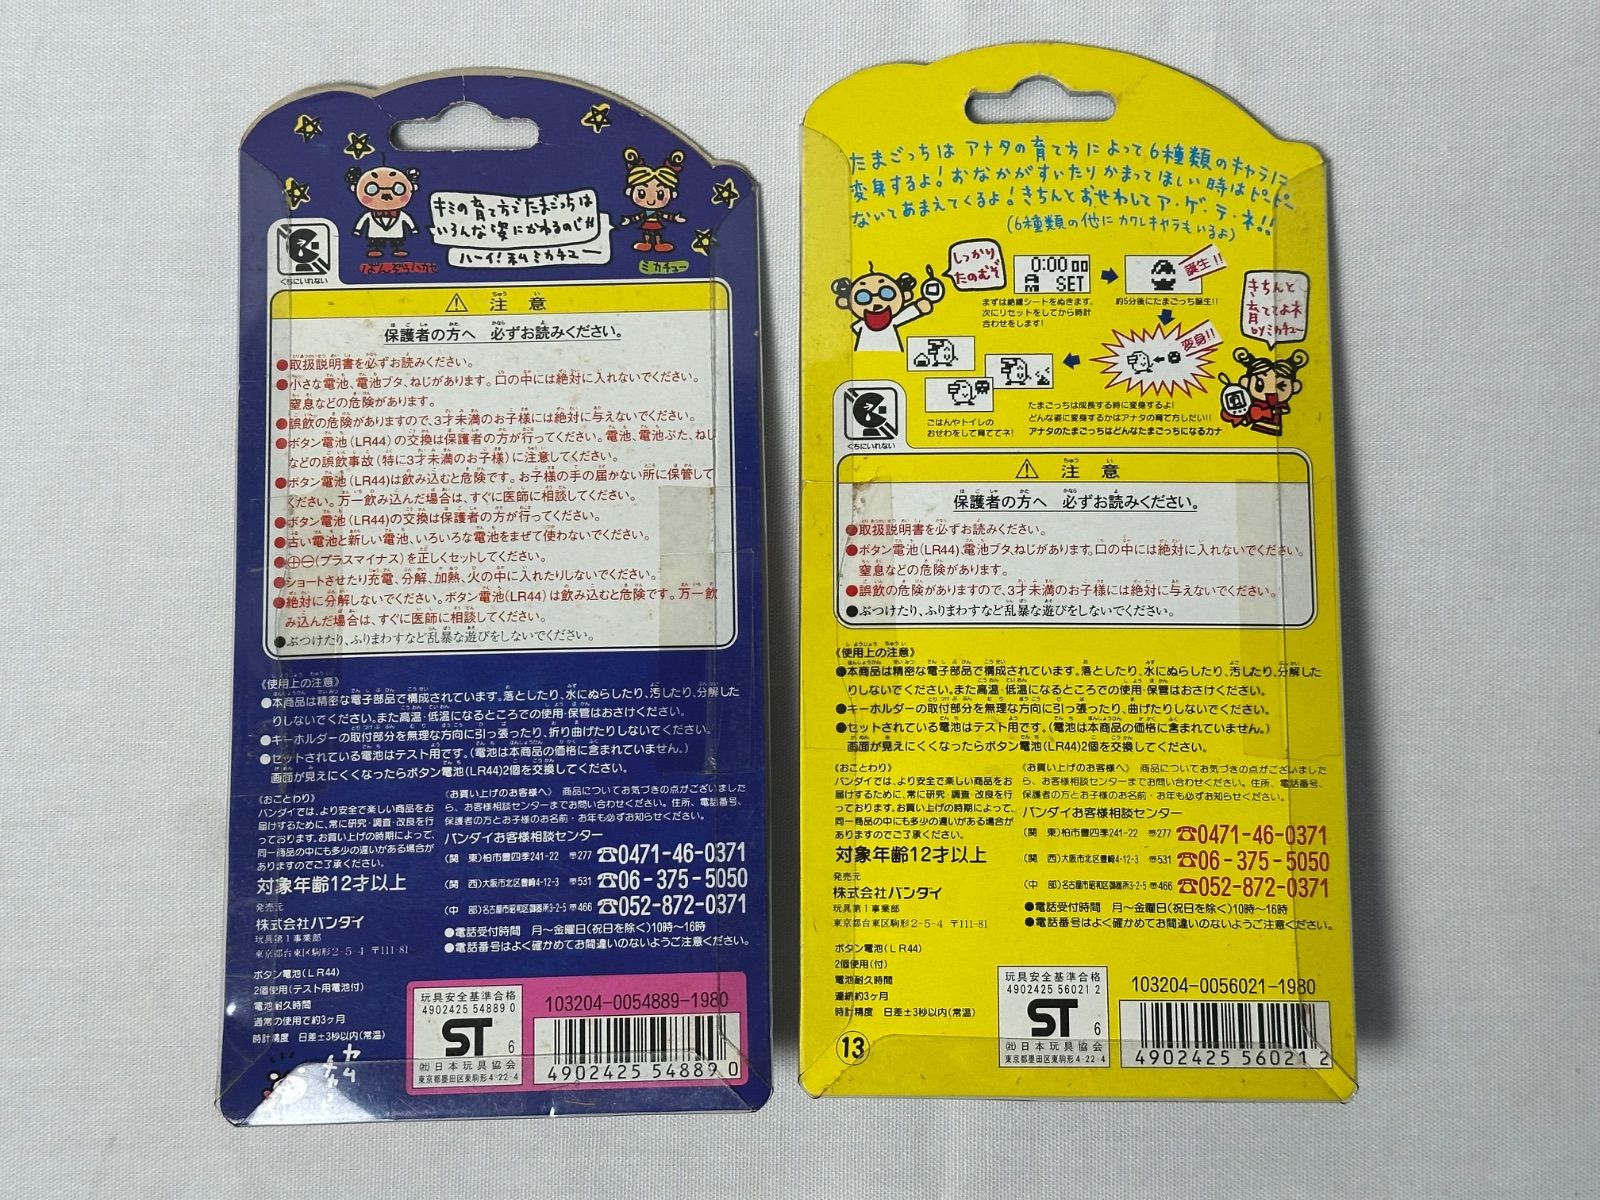 キミの育て方でたまごっちは
いろんな姿にかわるのじゃ
ハーイ!私ミカチュー
ばんぞうハカセ
ミカチュー
くちにいれない
注意
保護者の方へ 必ずお読みください。
●取扱説明書を必ずお読みください。
●小さな電池、電池ブタ、ねじがあります。口の中には絶対に入れないでください。
窒息などの危険があります。
●誤飲の危険がありますので、3才未満のお子様には絶対に与えないでください。
●ボタン電池(LR44)の交換は保護者の方が行ってください。電池、電池ぶた、ねじ
などの誤飲事故(特に3才未満のお子様)に注意してください。
●ボタン電池(LR44)は飲み込むと危険です。お子様の手の届かない所に保管して
ください。万一飲み込んだ場合は、すぐに医師に相談してください。
●ボタン電池(LR44)の交換は保護者の方が行ってください。
●古い電池と新しい電池、いろいろな電池をまぜて使わないでください。
●⊕⊖(プラスマイナス)を正しくセットしてください。
●ショートさせたり充電、分解、加熱、火の中に入れたりしないでください。
●絶対に分解しないでください。ボタン電池(LR44)は飲み込むと危険です。万一飲
み込んだ場合は、すぐに医師に相談してください。
●ぶつけたり、ふりまわすなど乱暴な遊びをしないでください。
《使用上の注意》
●本商品は精密な電子部品で構成されています。落としたり、水にぬらしたり、汚したり、分解した
りしないでください。また高温・低温になるところでの使用・保管はおさけください。
●キーホルダーの取付部分を無理な方向に引っ張ったり、折り曲げたりしないでください。
●セットされている電池はテスト用です。(電池は本商品の価格に含まれていません。)
画面が見えにくくなったらボタン電池(LR44)2個を交換してください。
《おことわり》
バンダイでは、より安全で楽しい商品をお
届けするために、常に研究・調査・改良を行
っております。お買い上げの時期によって、
同一商品の中にも多少の違いがある場合が
ありますのでご了承ください。
対象年齢12才以上
発売元
株式会社バンダイ
玩具第1事業部
東京都台東区駒形2-5-4 〒111-81
ボタン電池(LR44)
2個使用(テスト用電池付)
電池耐久時間
通常の使用で約3ヶ月
時計精度 日差±3秒以内(常温)
《お買い上げのお客様へ》 商品についてお気づきの点がございました
ら、お客様相談センターまでお問い合わせください。住所、電話番号、
保護者の方とお子様のお名前・お年も必ずお知らせください。
バンダイお客様相談センター
(関 東)柏市豊四季241-22 〒277 ☎0471-46-0371
(関 西)大阪市北区豊崎4-12-3 〒531 ☎06-375-5050
(中 部)名古屋市昭和区御器所3-2-5 〒466 ☎052-872-0371
●電話受付時間 月〜金曜日(祝日を除く)10時〜16時
●電話番号はよく確かめてお間違いのないようご注意ください。
玩具安全基準合格
4902425 54889 0
ST
6
(社)日本玩具協会
東京都墨田区東駒形4-22-4
103204-0054889-1980
4902425 548890
たまごっちは アナタの育て方によって6種類のキャラに
変身するよ!おなかがすいたりかまってほしい時はピーピー
ないてあまえてくるよ!きちんとおせわしてア・ゲ・テ・ネ!!
(6種類の他にカクレキャラもいるよ)
しっかり
たのむぞ
0:00 00
AM SET
まずは絶縁シートをぬきます。
次にリセットをしてから時計
合わせをします!
誕生!!
約5分後にたまごっち誕生!!
きちんと
育ててよネ
byミカチュー
変身!!
たまごっちは成長する時に変身するよ!
どんな姿に変身するかはアナタの育て方しだい!!
アナタのたまごっちはどんなたまごっちになるカナ
ごはんやトイレの
おせわをして育ててネ!
くちにいれない
注意
保護者の方へ 必ずお読みください。
●取扱説明書を必ずお読みください。
●ボタン電池(LR44)、電池ブタ、ねじがあります。口の中には絶対に入れないでください。
窒息などの危険があります。
●誤飲の危険がありますので、3才未満のお子様には絶対に与えないでください。
●ぶつけたり、ふりまわすなど乱暴な遊びをしないでください。
《使用上の注意》
●本商品は精密な電子部品で構成されています。落としたり、水にぬらしたり、汚したり、分解した
りしないでください。また高温・低温になるところでの使用・保管はおさけください。
●キーホルダーの取付部分を無理な方向に引っ張ったり、曲げたりしないでください。
●セットされている電池はテスト用です。(電池は本商品の価格に含まれていません。)
画面が見えにくくなったらボタン電池(LR44)2個を交換してください。
《おことわり》
バンダイでは、より安全で楽しい商品をお
届けするために、常に研究・調査・改良を行
っております。お買い上げの時期によって、
同一商品の中にも多少の違いがある場合が
ありますのでご了承ください。
対象年齢12才以上
発売元
株式会社バンダイ
玩具第1事業部
東京都台東区駒形2-5-4 〒111-81
ボタン電池(LR44)
2個使用(付)
電池耐久時間
連続約3ヶ月
時計精度 日差±3秒以内(常温)
⑬
《お買い上げのお客様へ》 商品についてお気づきの点がございました
ら、お客様相談センターまでお問い合わせください。住所、電話番号、
保護者の方とお子様のお名前・お年も必ずお知らせください。
バンダイお客様相談センター
(関 東)柏市豊四季241-22 〒277 ☎0471-46-0371
(関 西)大阪市北区豊崎4-12-3 〒531 ☎06-375-5050
(中 部)名古屋市昭和区御器所3-2-5 〒466 ☎052-872-0371
●電話受付時間 月〜金曜日(祝日を除く)10時〜16時
●電話番号はよく確かめてお間違いのないようご注意ください。
玩具安全基準合格
4902425 56021 2
ST
6
(社)日本玩具協会
東京都墨田区東駒形4-22-4
103204-0056021-1980
4902425 560212